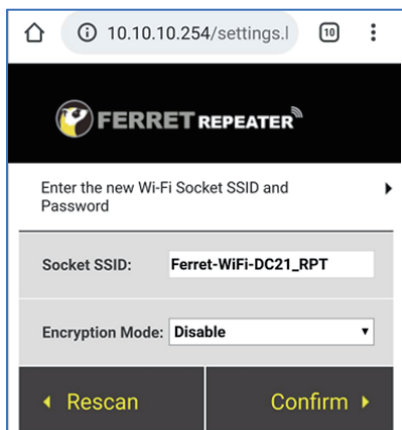 10.10.10.254/settings.l
10
FERRET REPEATER
Enter the new Wi-Fi Socket SSID and
Password
Socket SSID: Ferret-WiFi-DC21_RPT
Encryption Mode: Disable
Rescan Confirm